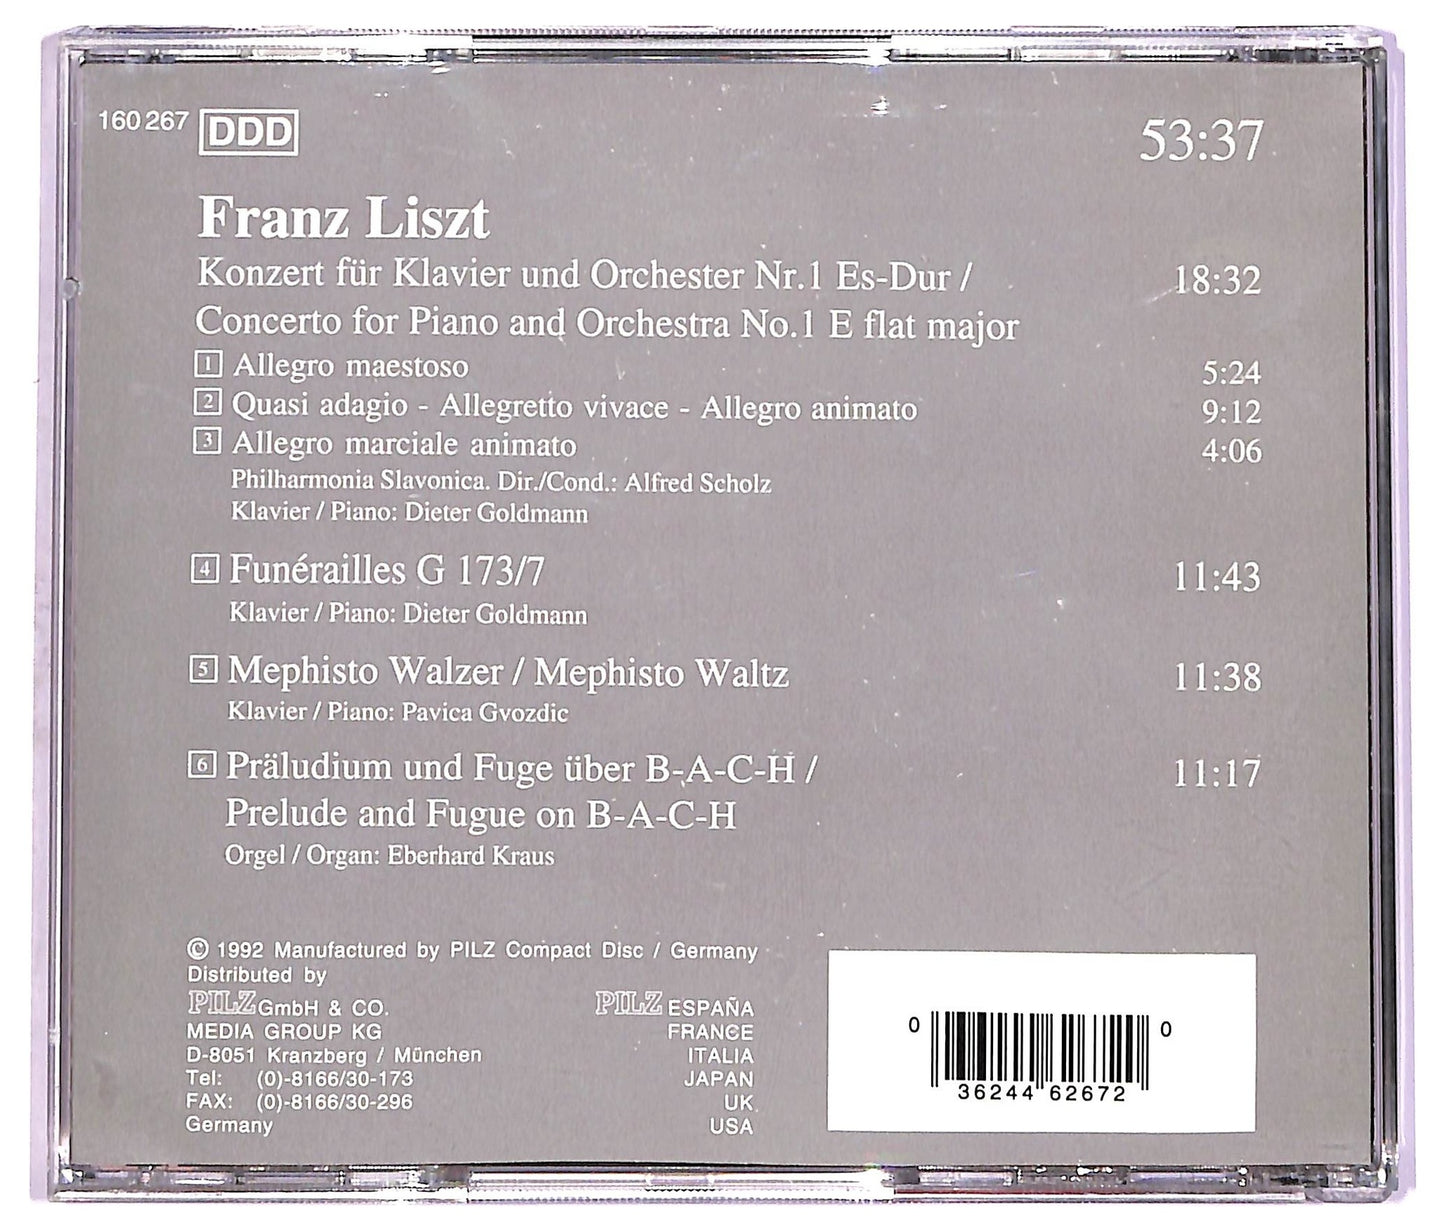 160 267 DDD 53:37
Franz Liszt
Konzert für Klavier und Orchester Nr.1 Es-Dur / 18:32
Concerto for Piano and Orchestra No.1 E flat major
1 Allegro maestoso 5:24
2 Quasi adagio - Allegretto vivace - Allegro animato 9:12
3 Allegro marciale animato 4:06
Philharmonia Slavonica. Dir./Cond.: Alfred Scholz
Klavier / Piano: Dieter Goldmann
4 Funérailles G 173/7 11:43
Klavier / Piano: Dieter Goldmann
5 Mephisto Walzer / Mephisto Waltz 11:38
Klavier / Piano: Pavica Gvozdic
6 Präludium und Fuge über B-A-C-H / 11:17
Prelude and Fugue on B-A-C-H
Orgel / Organ: Eberhard Kraus
© 1992 Manufactured by PILZ Compact Disc / Germany
Distributed by
PILZ GmbH & CO.
MEDIA GROUP KG
D-8051 Kranzberg / München
Tel: (0)-8166/30-173
FAX: (0)-8166/30-296
Germany
PILZ ESPAÑA
FRANCE
ITALIA
JAPAN
UK
USA
0 36244 62672 0